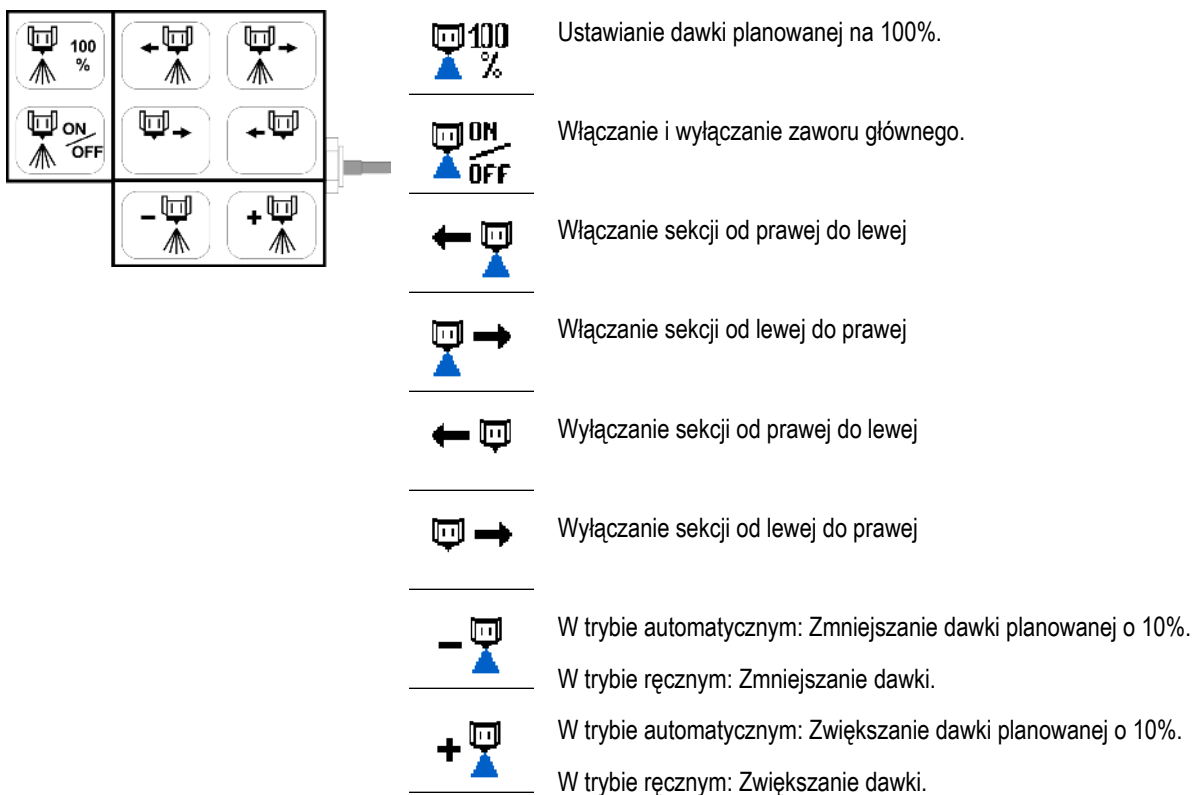 100
%
ON
OFF
-
+
100
%
Ustawianie dawki planowanej na 100%.
ON
OFF
Włączanie i wyłączanie zaworu głównego.
Włączanie sekcji od prawej do lewej
Włączanie sekcji od lewej do prawej
Wyłączanie sekcji od prawej do lewej
Wyłączanie sekcji od lewej do prawej
-
W trybie automatycznym: Zmniejszanie dawki planowanej o 10%.
W trybie ręcznym: Zmniejszanie dawki.
+
W trybie automatycznym: Zwiększanie dawki planowanej o 10%.
W trybie ręcznym: Zwiększanie dawki.